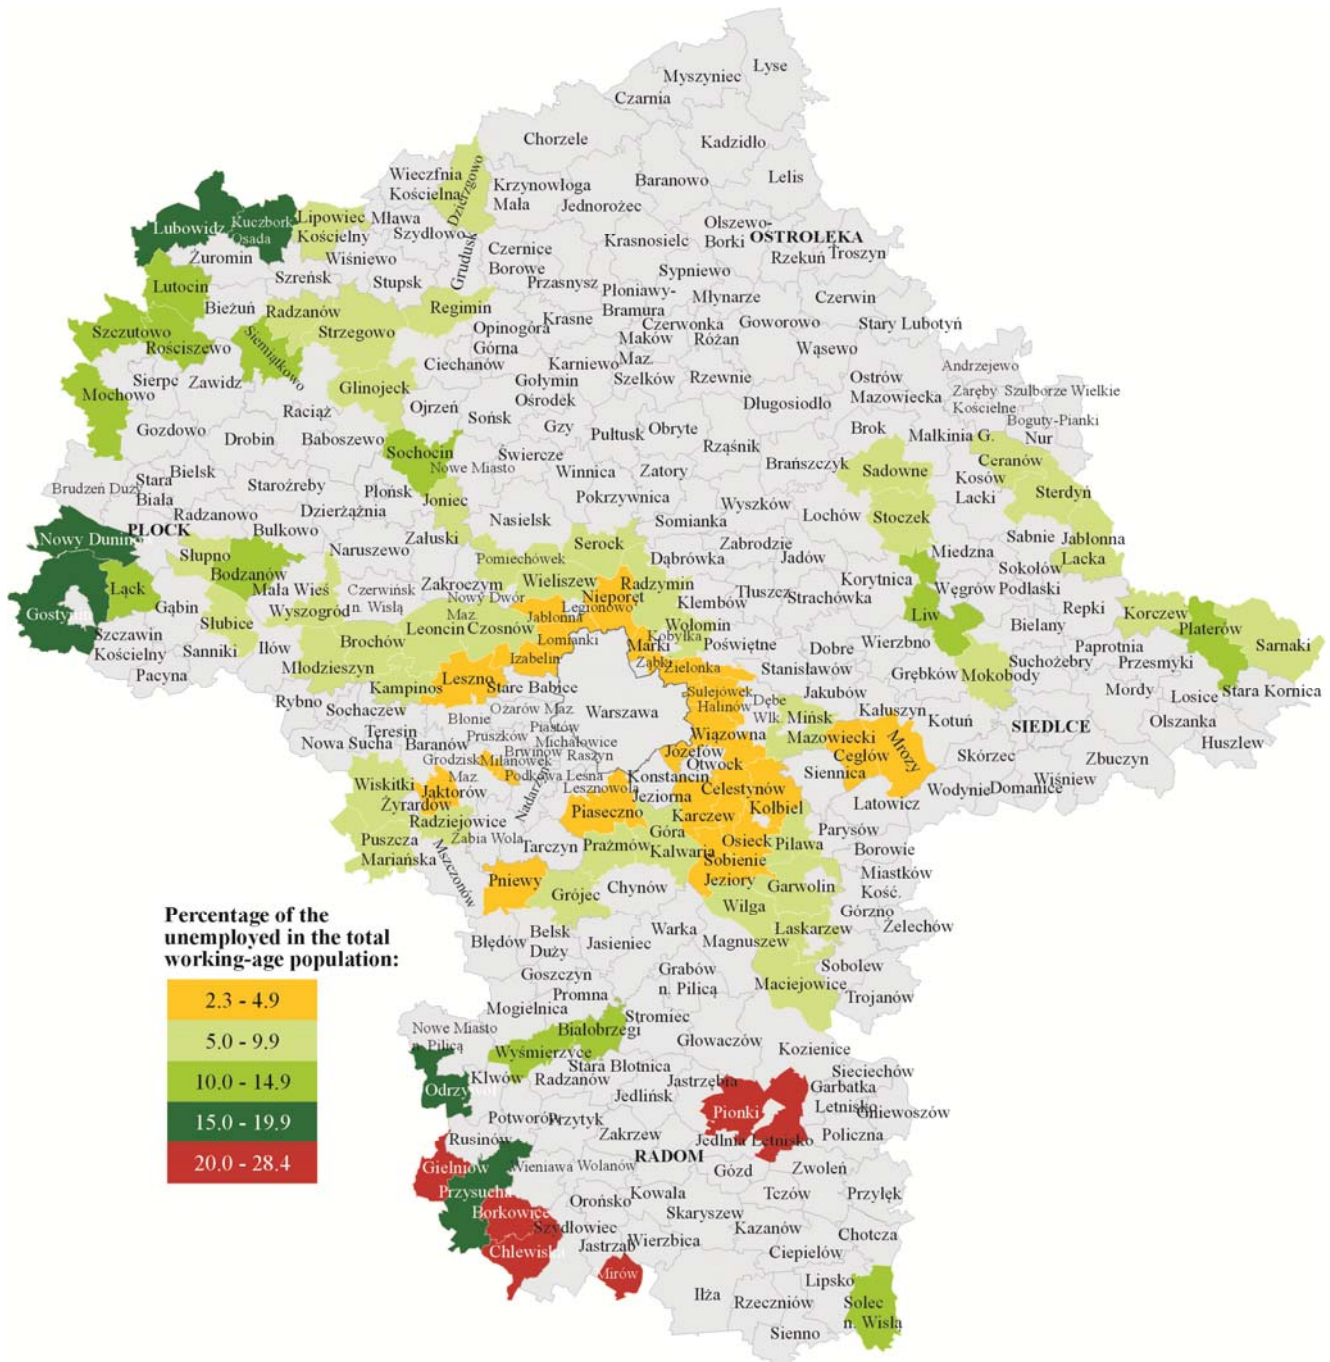 Lyse
Myszyniec
Czarnia
Chorzele
Kadzidło
Wieczfnia
Kościelna
Dzierzgowo
Krzynowłoga
Mała
Baranowo
Lelis
Jednorożec
Lubowidz
Kuczbork
Osada
Lipowiec
Kościelny
Mława
Szydłowo
Olszewo-
Borki
OSTROŁĘKA
Krasnosielc
Rzekuń
Troszyn
Żuromin
Wiśniewo
Grudusk
Czernice
Borowe
Sypniewo
Lutocin
Szreńsk
Stupsk
Przasnysz
Płoniawy-
Bramura
Młynarze
Czerwin
Bieżuń
Radzanów
Regimin
Szczutowo
Rościszewo
Siemiątkowo
Strzegowo
Opinogóra
Górna
Krasne
Czerwonka
Goworowo
Stary Lubotyń
Maków
Maz.
Różan
Wąsewo
Ciechanów
Karniewo
Andrzejewo
Sierpc
Zawidz
Glinojeck
Gołymin
Ośrodek
Szelków
Rzewnie
Ostrów
Mazowiecka
Zaręby
Kościelne
Szulborze Wielkie
Mochowo
Ojrzeń
Raciąż
Sońsk
Długosiodło
Boguty-Pianki
Gozdowo
Drobin
Baboszewo
Gzy
Pułtusk
Obryte
Rząśnik
Brok
Małkinia G.
Nur
Sochocin
Nowe Miasto
Świercze
Winnica
Zatory
Brańszczyk
Sadowne
Ceranów
Kosów
Lacki
Sterdyń
Bielsk
Stara
Biała
Brudzeń Duży
Staroźreby
Płońsk
Joniec
Pokrzywnica
Wyszków
Radzanowo
Dzierżążnia
Nasielsk
Somianka
Łochów
Stoczek
PŁOCK
Nowy Dunin
Bulkowo
Załuski
Serock
Zabrodzie
Sabnie
Jabłonna
Lacka
Słupno
Naruszewo
Pomiechówek
Dąbrówka
Jadów
Miedzna
Sokołów
Podlaski
Bodzanów
Łąck
Mała Wieś
Zakroczym
Wieliszew
Radzymin
Korytnica
Węgrów
Gostynin
Gąbin
Wyszogród
Czerwińsk
n. Wisłą
Nowy Dwór
Maz.
Jabłonna
Legionowo
Nieporęt
Klembów
Tłuszcz
Strachówka
Liw
Repki
Korczew
Słubice
Leoncin
Czosnów
Wołomin
Bielany
Platerów
Szczawin
Kościelny
Sanniki
Iłów
Brochów
Łomianki
Marki
Kobyłka
Poświętne
Dobre
Wierzbno
Paprotnia
Sarnaki
Pacyna
Młodzieszyn
Izabelin
Ząbki
Zielonka
Stanisławów
Grębków
Suchożebry
Mokobody
Przesmyki
Kampinos
Leszno
Stare Babice
Sulejówek
Halinów
Dębe
Wlk.
Jakubów
Mordy
Łosice
Stara Kornica
Rybno
Sochaczew
Ożarów Maz.
Warszawa
Kałuszyn
Kotuń
Olszanka
Teresin
Błonie
Piastów
Mińsk
Mazowiecki
SIEDLCE
Nowa Sucha
Baranów
Pruszków
Michałowice
Wiązowna
Huszlew
Brwinów
Raszyn
Józefów
Cegłów
Mrozy
Skórzec
Zbuczyn
Grodzisk
Maz.
Milanówek
Otwock
Siennica
Wiskitki
Podkowa Leśna
Konstancin
Jeziorna
Wodynie
Domanice
Wiśniew
Jaktorów
Nadarzyn
Lesznowola
Celestynów
Latowicz
Żyrardów
Piaseczno
Karczew
Kołbiel
Radziejowice
Góra
Kalwaria
Parysów
Puszcza
Mariańska
Żabia Wola
Tarczyn
Prażmów
Osieck
Pilawa
Borowie
Mszczonów
Sobienie
Jeziory
Miastków
Kość.
Pniewy
Grójec
Chynów
Garwolin
Wilga
Górzno
Żelechów
Percentage of the
unemployed in the total
working-age population:
Błędów
Belsk
Duży
Jasieniec
Warka
Magnuszew
Łaskarzew
Goszczyn
Grabów
n. Pilicą
Maciejowice
Sobolew
2.3 - 4.9
Promna
Trojanów
Mogielnica
5.0 - 9.9
Nowe Miasto
n. Pilicą
Białobrzegi
Stromiec
Głowaczów
Kozienice
Wyśmierzyce
10.0 - 14.9
Stara Błotnica
Sieciechów
Odrzywół
Klwów
Radzanów
Jastrzębia
Garbatka
Letnisko
Jedlińsk
Pionki
Gniewoszów
15.0 - 19.9
Potworów
Przytyk
Rusinów
Zakrzew
Jedlnia Letnisko
Policzna
20.0 - 28.4
RADOM
Gielniów
Wieniawa
Wolanów
Gózd
Zwoleń
Przysucha
Orońsko
Kowala
Tczów
Przyłęk
Borkowice
Skaryszew
Szydłowiec
Kazanów
Chotcza
Chlewiska
Jastrząb
Wierzbica
Ciepielów
Mirów
Lipsko
Iłża
Rzeczniów
Solec
n. Wisłą
Sienno